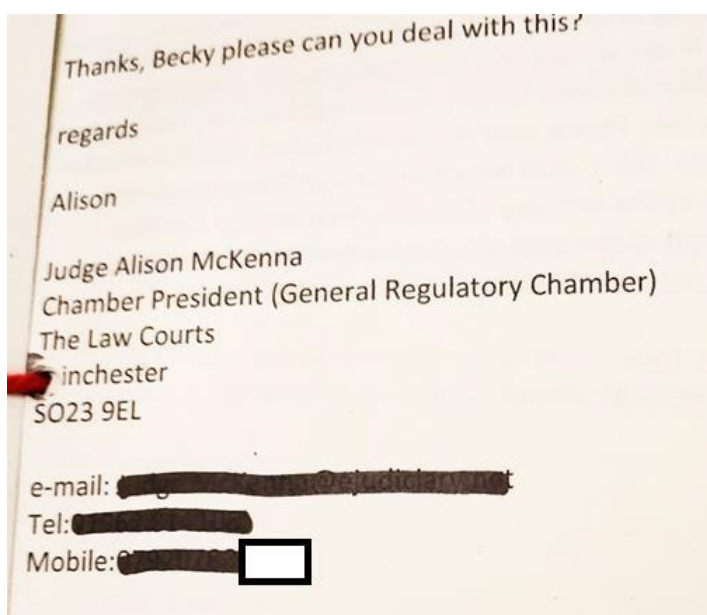 Thanks, Becky please can you deal with this?
regards
Alison
Judge Alison McKenna
Chamber President (General Regulatory Chamber)
The Law Courts
inchester
SO23 9EL
e-mail:
Tel:
Mobile: